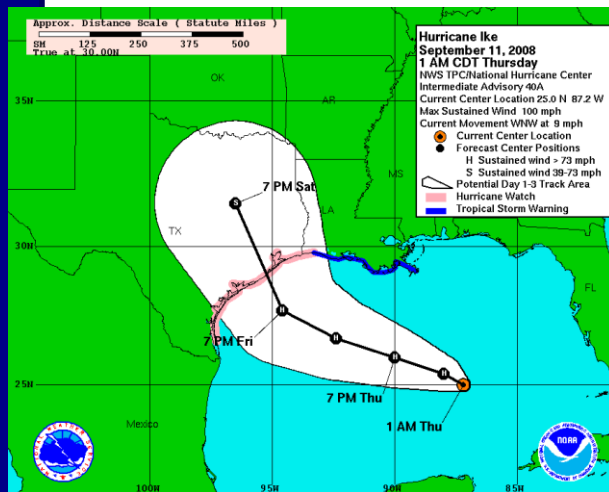 Approx. Distance Scale ( Statute Miles )
SM 125 250 375 500
True at 30.00N
Hurricane Ike
September 11, 2008
1 AM CDT Thursday
NWS TPC/National Hurricane Center
Intermediate Advisory 40A
Current Center Location 25.0 N 87.2 W
Max Sustained Wind 100 mph
Current Movement WNW at 9 mph
Current Center Location
Forecast Center Positions
H Sustained wind > 73 mph
S Sustained wind 39-73 mph
Potential Day 1-3 Track Area
Hurricane Watch
Tropical Storm Warning
OK
35N
AR
MS
7 PM Sat
S
LA
TX
30N
FL
H
7 PM Fri
H
H
H
25N
7 PM Thu
1 AM Thu
Mexico
NOAA
100W 95W 90W 85W